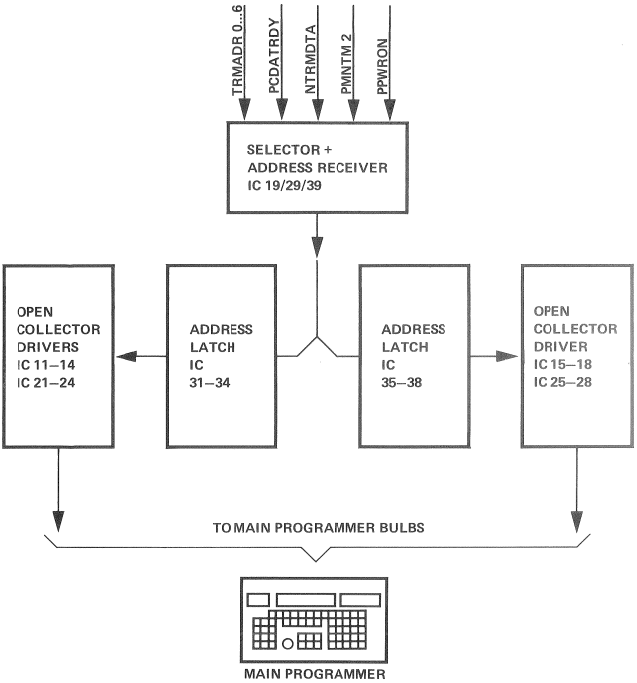 TRMADR 0...6
PCDATRDY
NTRMDTA
PMNTM 2
PPWRON
SELECTOR +
ADDRESS RECEIVER
IC 19/29/39
OPEN
COLLECTOR
DRIVERS
IC 11—14
IC 21—24
ADDRESS
LATCH
IC
31—34
ADDRESS
LATCH
IC
35—38
OPEN
COLLECTOR
DRIVER
IC 15—18
IC 25—28
TO MAIN PROGRAMMER BULBS
MAIN PROGRAMMER